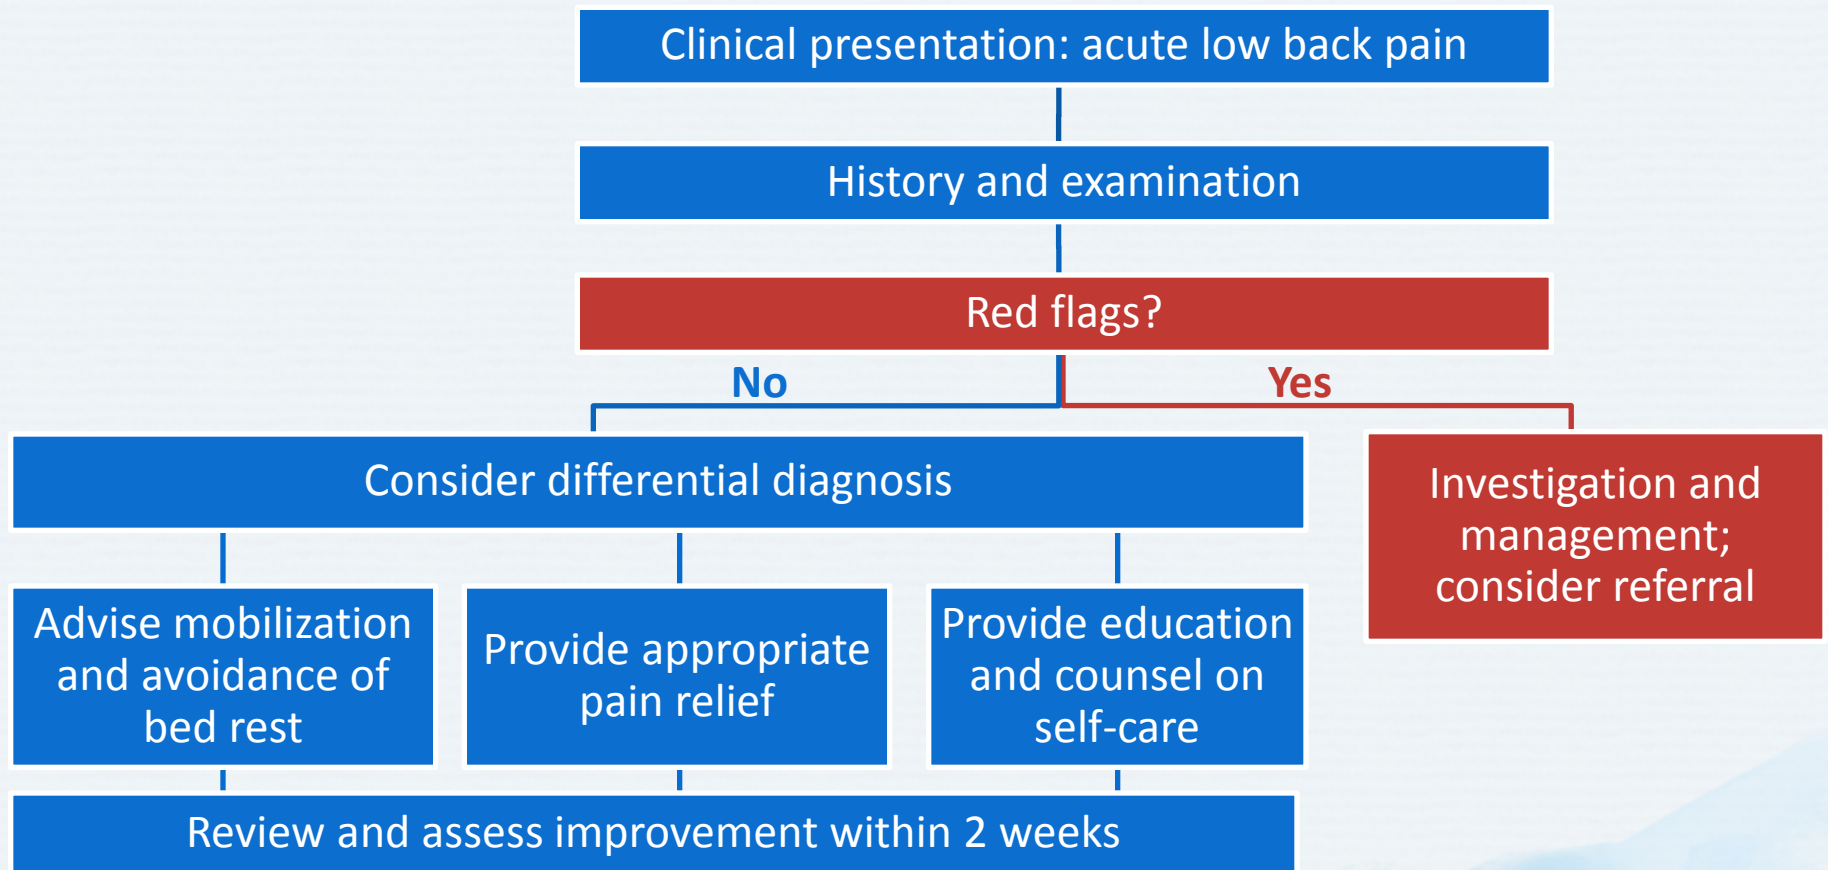 Clinical presentation: acute low back pain
History and examination
Red flags?
No
Yes
Consider differential diagnosis
Investigation and
management;
consider referral
Advise mobilization
and avoidance of
bed rest
Provide appropriate
pain relief
Provide education
and counsel on
self-care
Review and assess improvement within 2 weeks